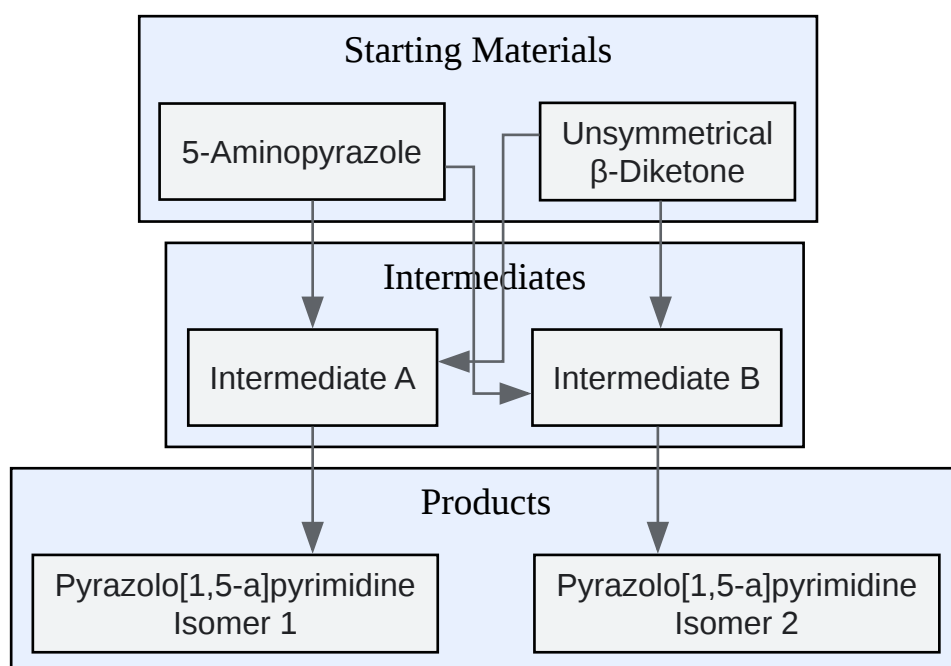 Starting Materials
5-Aminopyrazole
Unsymmetrical
β-Diketone
Intermediates
Intermediate A
Intermediate B
Products
Pyrazolo[1,5-a]pyrimidine
Isomer 1
Pyrazolo[1,5-a]pyrimidine
Isomer 2